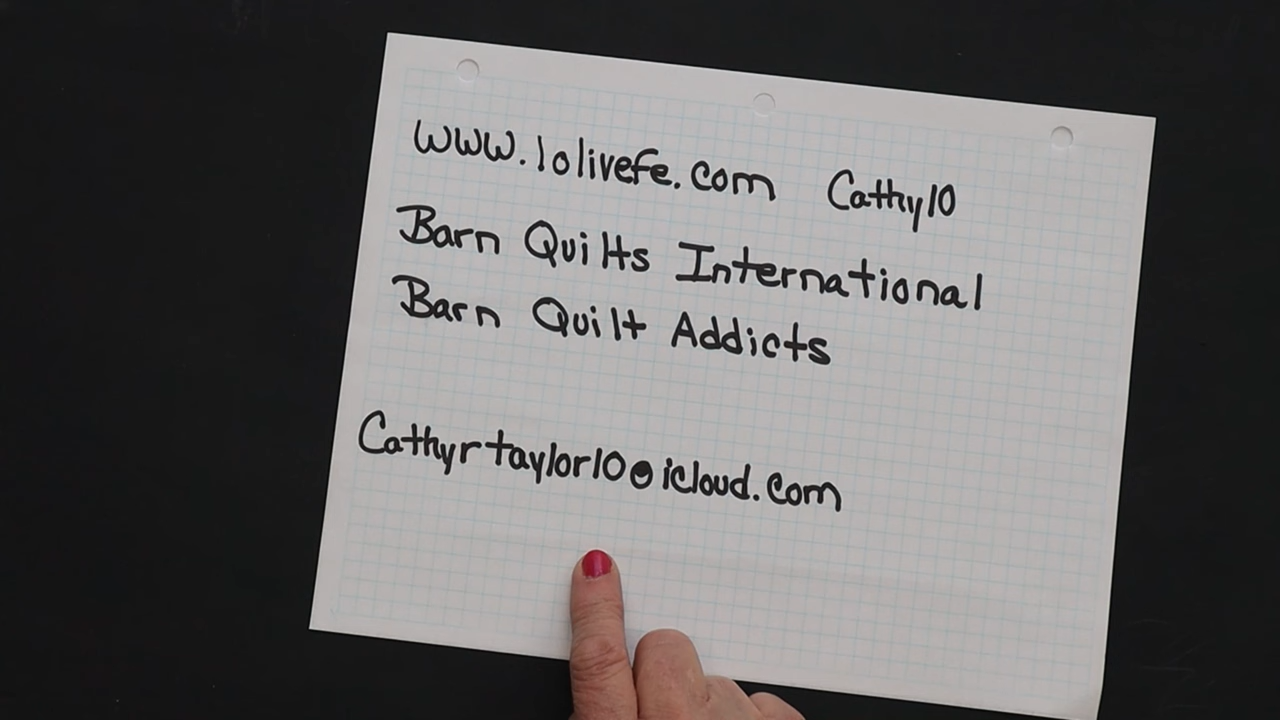 www.1olivefe.com Cathy10
Barn Quilts International
Barn Quilt Addicts
Cathyrtaylor10@icloud.com